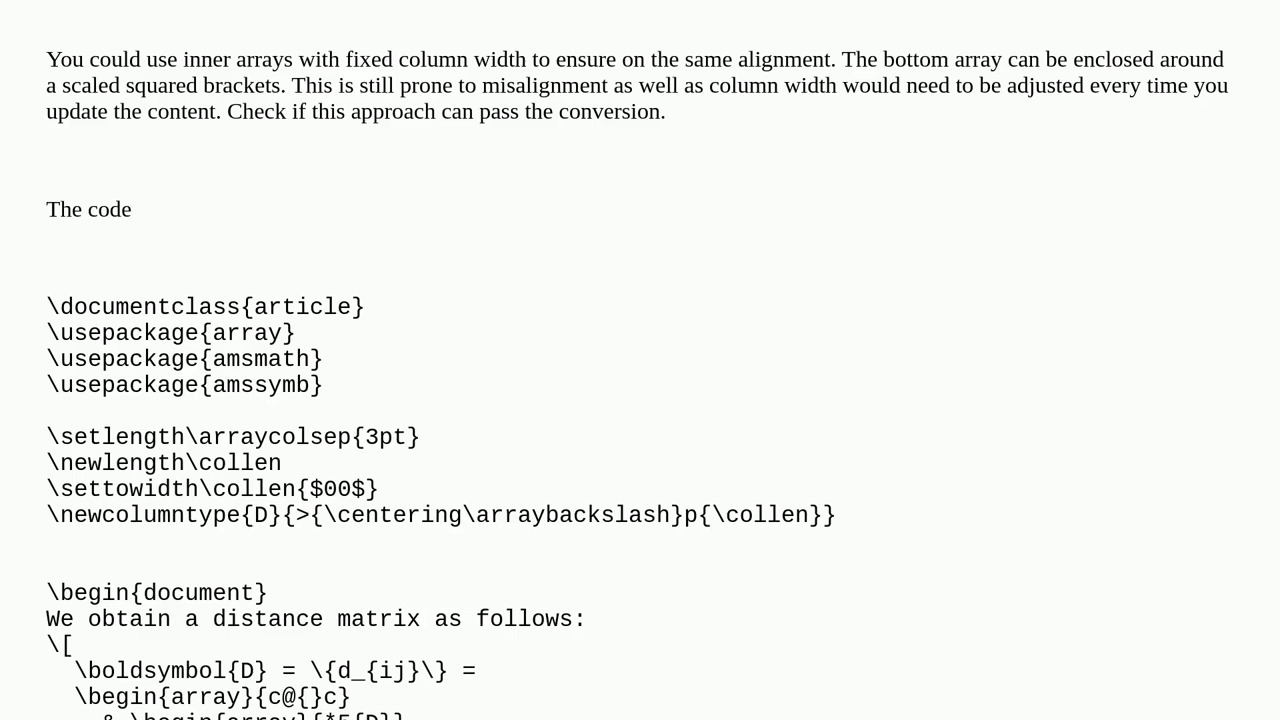 You could use inner arrays with fixed column width to ensure on the same alignment. The bottom array can be enclosed around
a scaled squared brackets. This is still prone to misalignment as well as column width would need to be adjusted every time you
update the content. Check if this approach can pass the conversion.
The code
\documentclass{article}
\usepackage{array}
\usepackage{amsmath}
\usepackage{amssymb}
\setlength\arraycolsep{3pt}
\newlength\collen
\settowidth\collen{$00$}
\newcolumntype{D}{>{\centering\arraybackslash}p{\collen}}
\begin{document}
We obtain a distance matrix as follows:
\[
  \boldsymbol{D} = \{d_{ij}\} =
  \begin{array}{c@{}c}
    & \begin{array}{*5{D}}